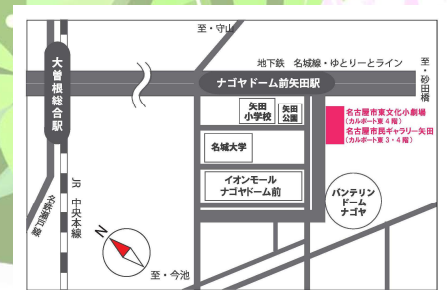 至・守山
地下鉄 名城線・ゆとりーとライン
至・砂田橋
大曽根総合駅
ナゴヤドーム前矢田駅
矢田
小学校
矢田
公園
名古屋市東文化小劇場
(カルポート東4階)
名古屋市民ギャラリー矢田
(カルポート東3・4階)
名城大学
イオンモール
ナゴヤドーム前
バンテリン
ドーム
ナゴヤ
JR 中央本線
名鉄瀬戸線
N
至・今池